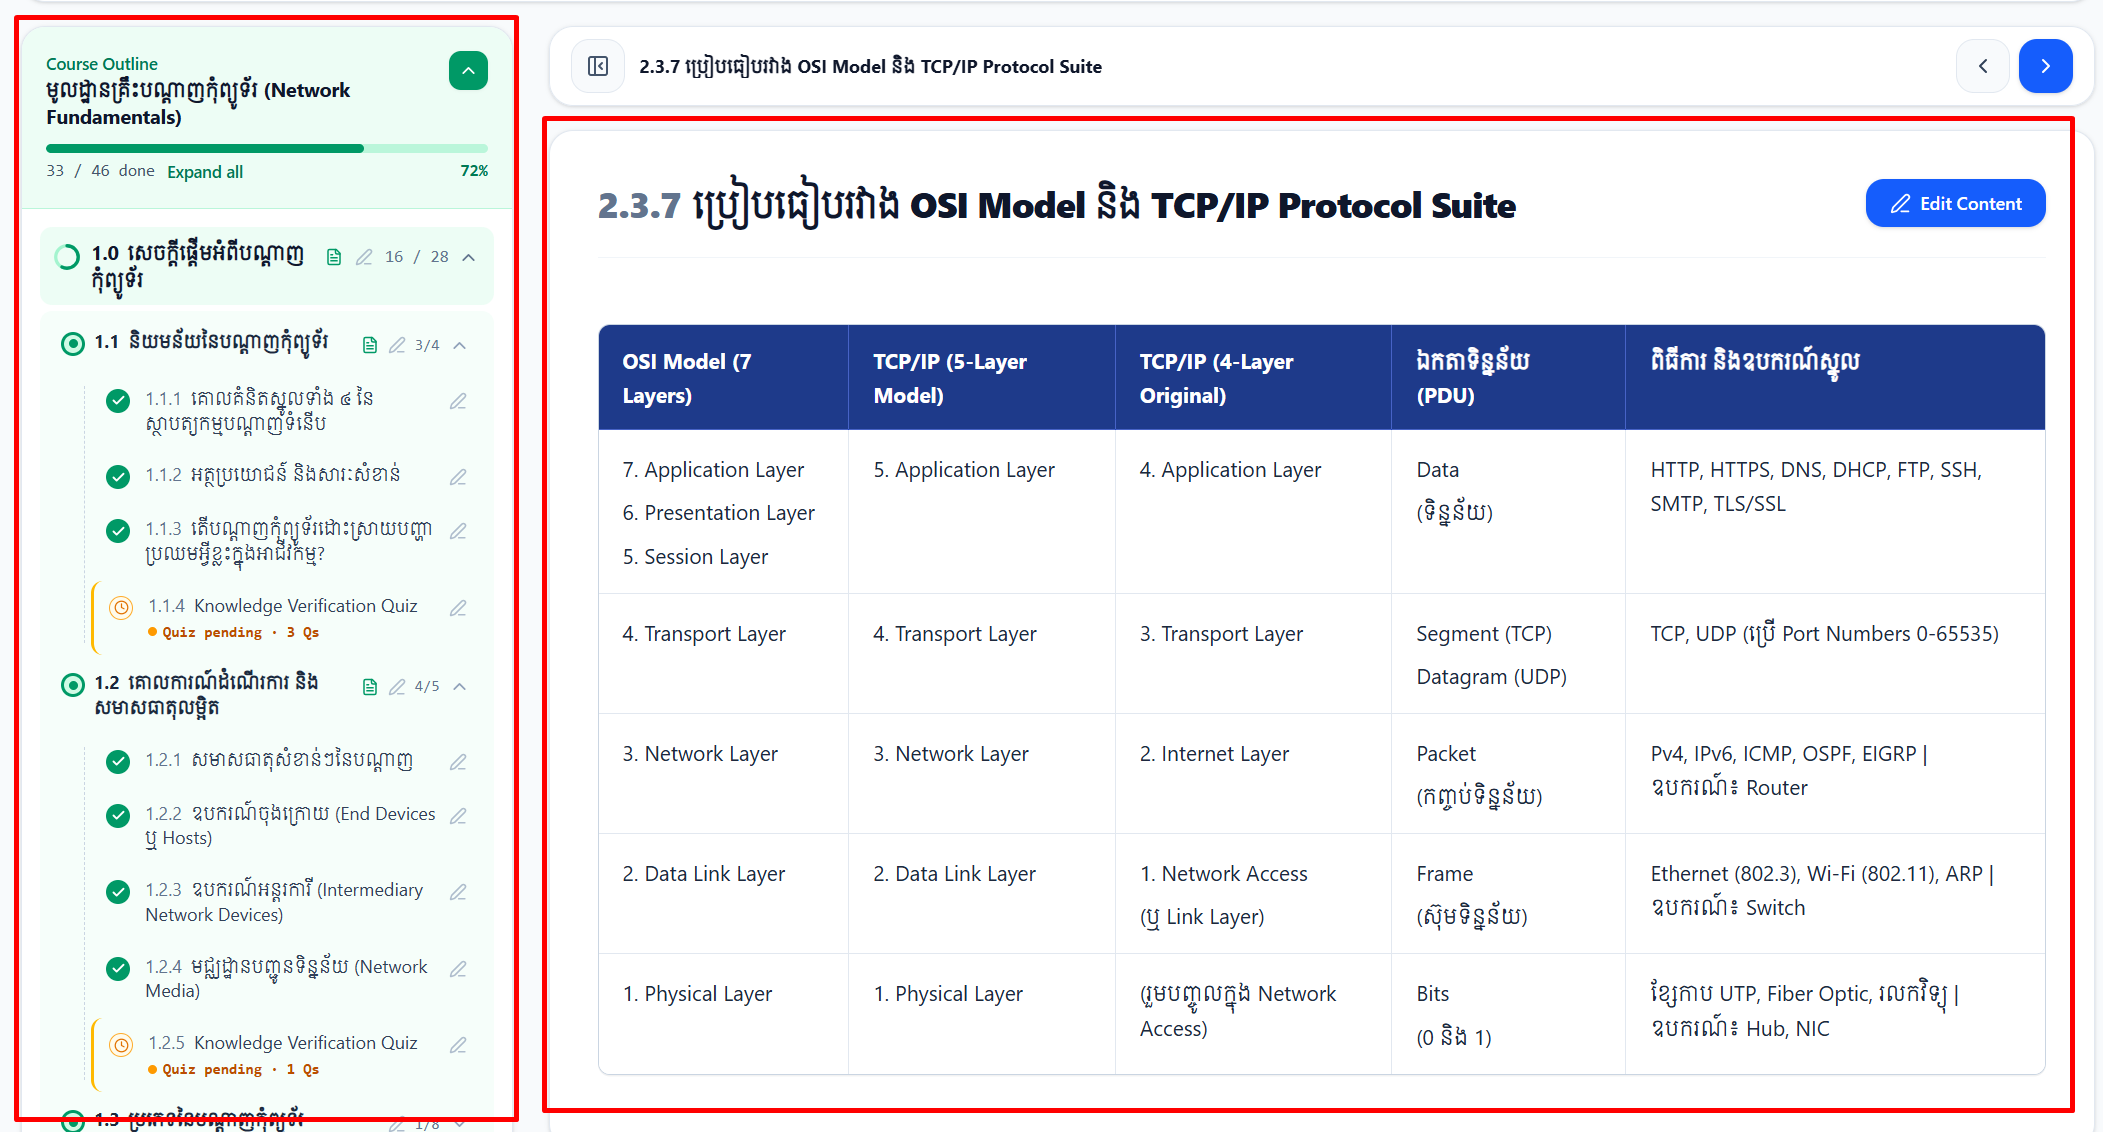 Course Outline
មូលដ្ឋានគ្រឹះបណ្តាញកុំព្យូទ័រ (Network
Fundamentals)
33 / 46 done Expand all 72%
1.0 សេចក្តីផ្តើមអំពីបណ្តាញ
កុំព្យូទ័រ
16 / 28
1.1 និយមន័យនៃបណ្តាញកុំព្យូទ័រ 3/4
1.1.1 គោលគំនិតស្នូលទាំង ៤ នៃ
ស្ថាបត្យកម្មបណ្តាញទំនើប
1.1.2 អត្ថប្រយោជន៍ និងសារៈសំខាន់
1.1.3 តើបណ្តាញកុំព្យូទ័រដោះស្រាយបញ្ហា
ប្រឈមអ្វីខ្លះក្នុងអាជីវកម្ម?
1.1.4 Knowledge Verification Quiz
Quiz pending · 3 Qs
1.2 គោលការណ៍ដំណើរការ និង
សមាសធាតុលម្អិត
4/5
1.2.1 សមាសធាតុសំខាន់ៗនៃបណ្តាញ
1.2.2 ឧបករណ៍ចុងក្រោយ (End Devices
ឬ Hosts)
1.2.3 ឧបករណ៍អន្តរការី (Intermediary
Network Devices)
1.2.4 មជ្ឈដ្ឋានបញ្ជូនទិន្នន័យ (Network
Media)
1.2.5 Knowledge Verification Quiz
Quiz pending · 1 Qs
1.3 ប្រភេទនៃបណ្តាញកុំព្យូទ័រ 1/8
2.3.7 ប្រៀបធៀបរវាង OSI Model និង TCP/IP Protocol Suite
2.3.7 ប្រៀបធៀបរវាង OSI Model និង TCP/IP Protocol Suite
Edit Content
OSI Model (7
Layers)
TCP/IP (5-Layer
Model)
TCP/IP (4-Layer
Original)
ឯកតាទិន្នន័យ
(PDU)
ពិធីការ និងឧបករណ៍ស្នូល
7. Application Layer
6. Presentation Layer
5. Session Layer
5. Application Layer
4. Application Layer
Data
(ទិន្នន័យ)
HTTP, HTTPS, DNS, DHCP, FTP, SSH,
SMTP, TLS/SSL
4. Transport Layer
4. Transport Layer
3. Transport Layer
Segment (TCP)
Datagram (UDP)
TCP, UDP (ប្រើ Port Numbers 0-65535)
3. Network Layer
3. Network Layer
2. Internet Layer
Packet
(កញ្ចប់ទិន្នន័យ)
Pv4, IPv6, ICMP, OSPF, EIGRP |
ឧបករណ៍៖ Router
2. Data Link Layer
2. Data Link Layer
1. Network Access
(ឬ Link Layer)
Frame
(ស៊ុមទិន្នន័យ)
Ethernet (802.3), Wi-Fi (802.11), ARP |
ឧបករណ៍៖ Switch
1. Physical Layer
1. Physical Layer
(រួមបញ្ចូលក្នុង Network
Access)
Bits
(0 និង 1)
ខ្សែកាប UTP, Fiber Optic, រលកវិទ្យុ |
ឧបករណ៍៖ Hub, NIC